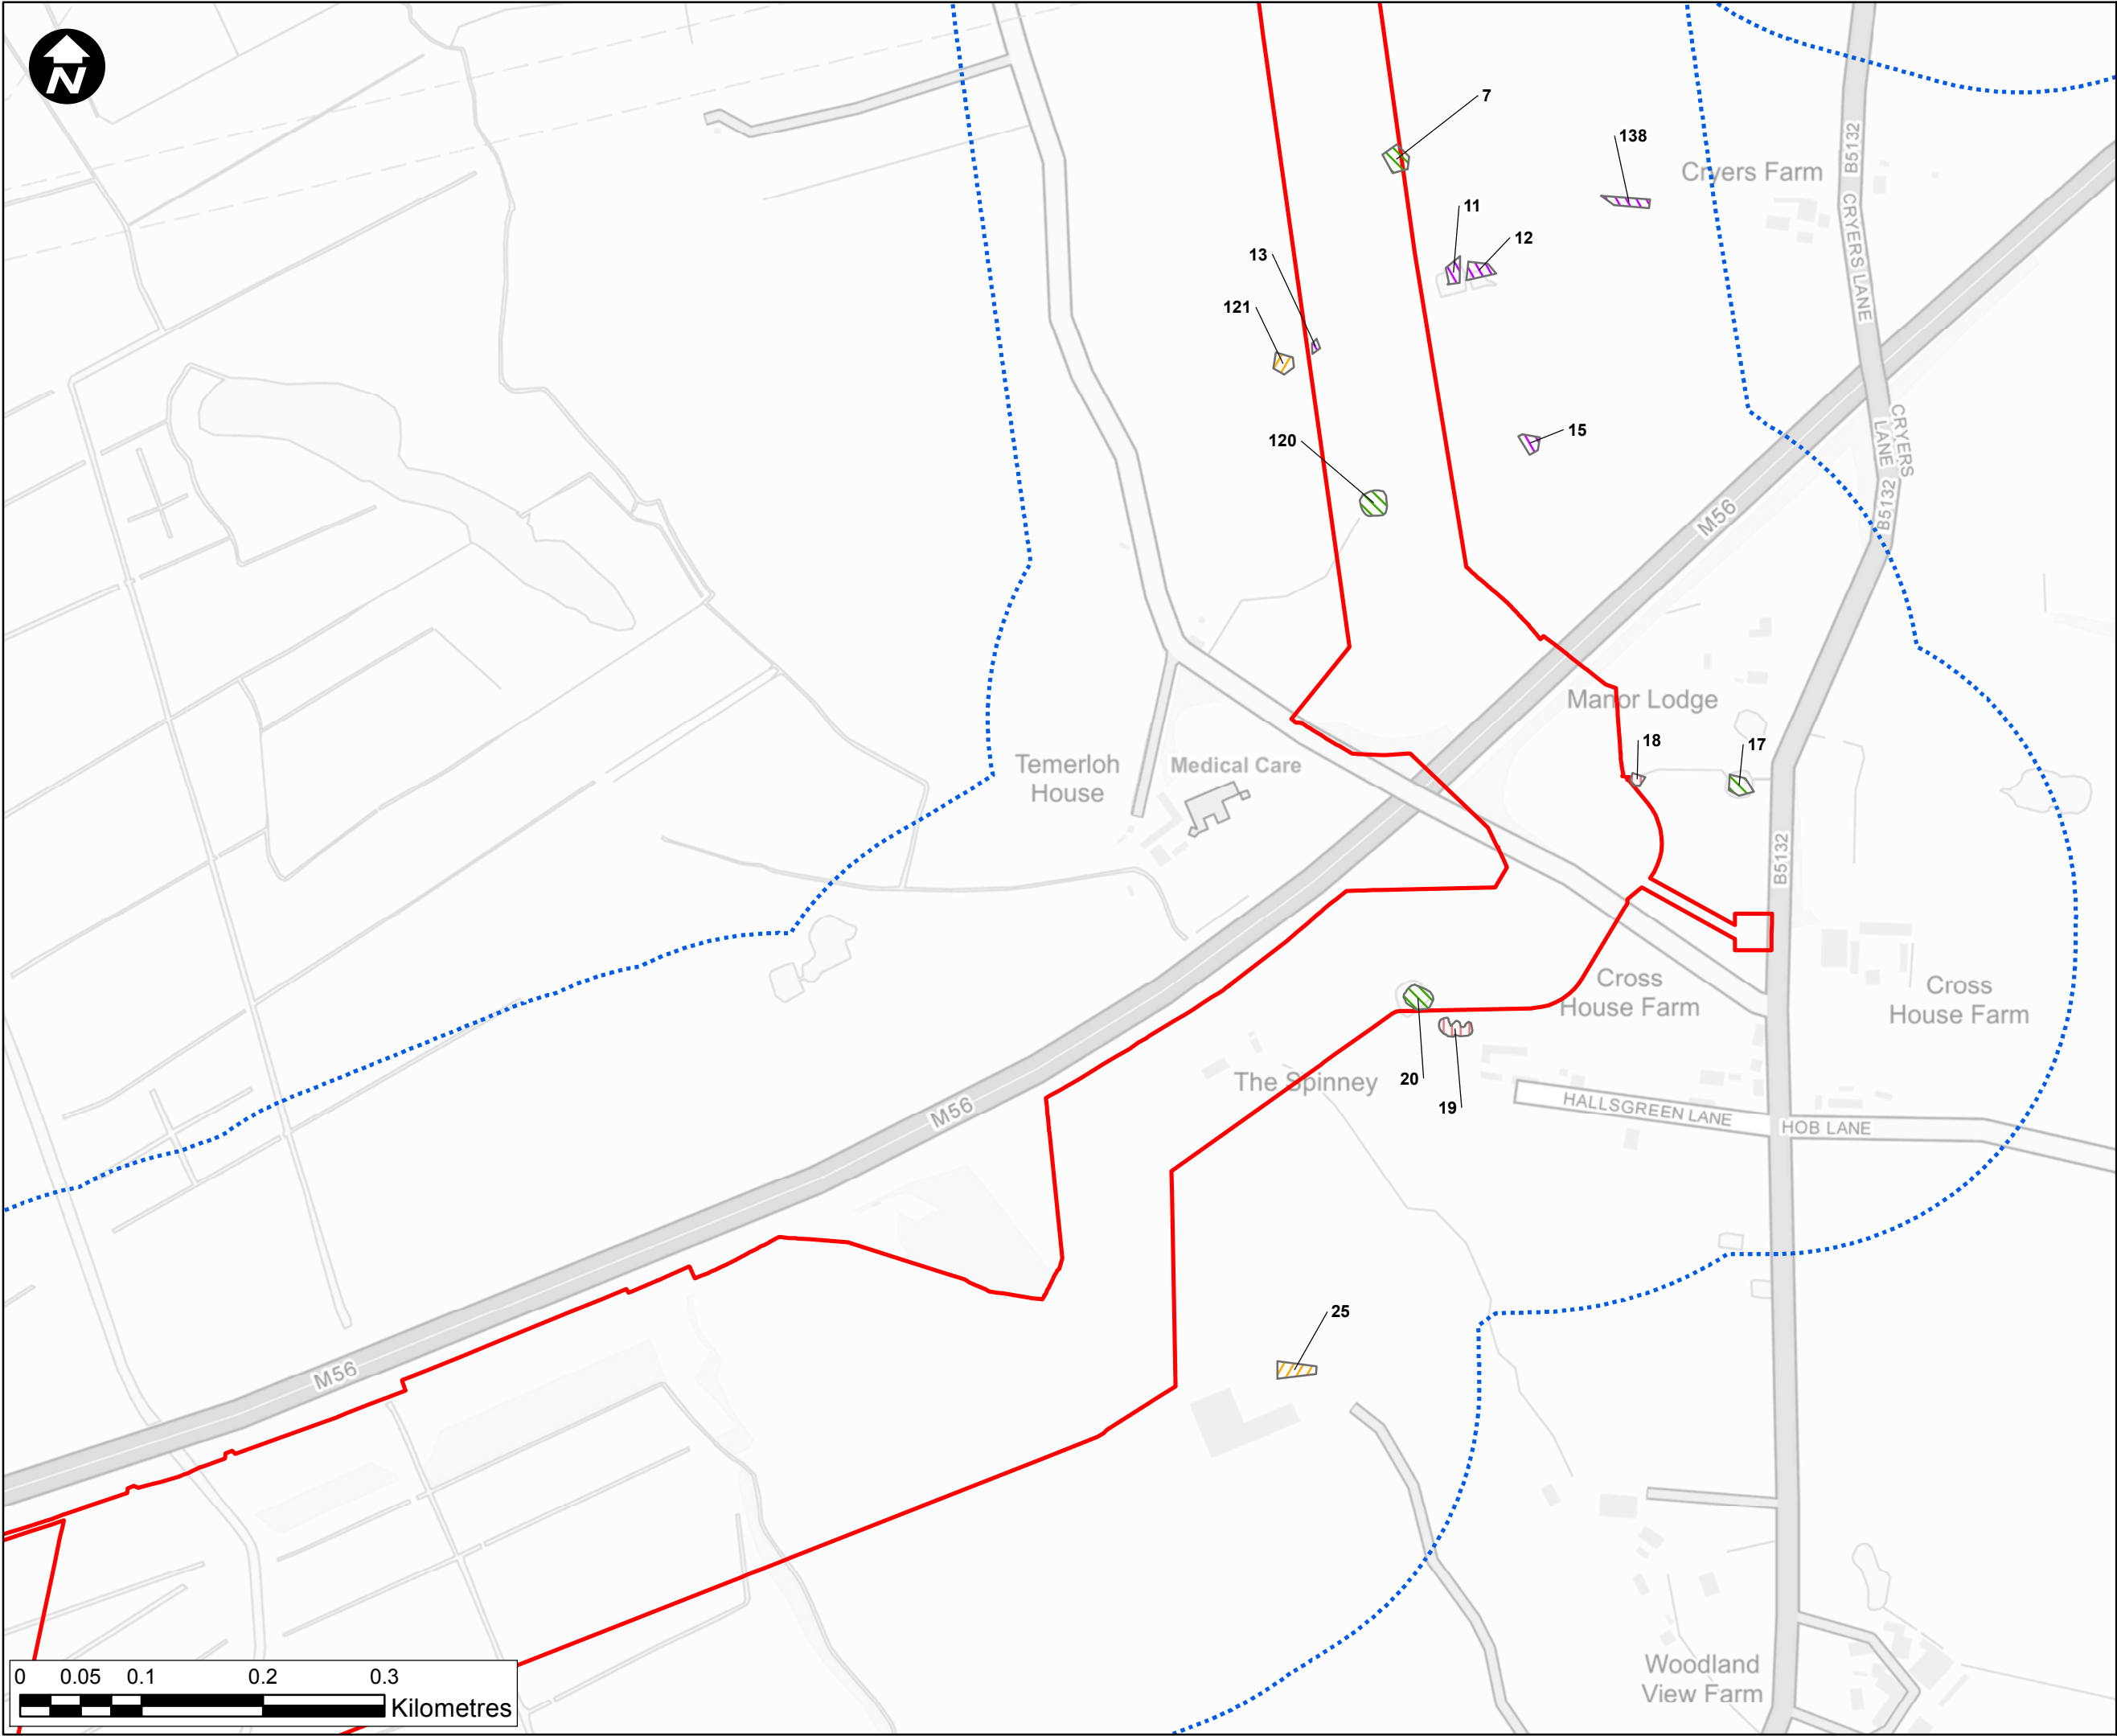 N
7
138
B5132
Cryers Farm
11
CRYERS LANE
12
13
121
CRYERS
LANE
15
120
B5132
M56
Manor Lodge
18
17
Temerloh
House
Medical Care
B5132
Cross
House Farm
Cross
House Farm
The Spinney
20
19
HALLSGREEN LANE
HOB LANE
M56
25
M56
Woodland
View Farm
0 0.05 0.1 0.2 0.3
Kilometres